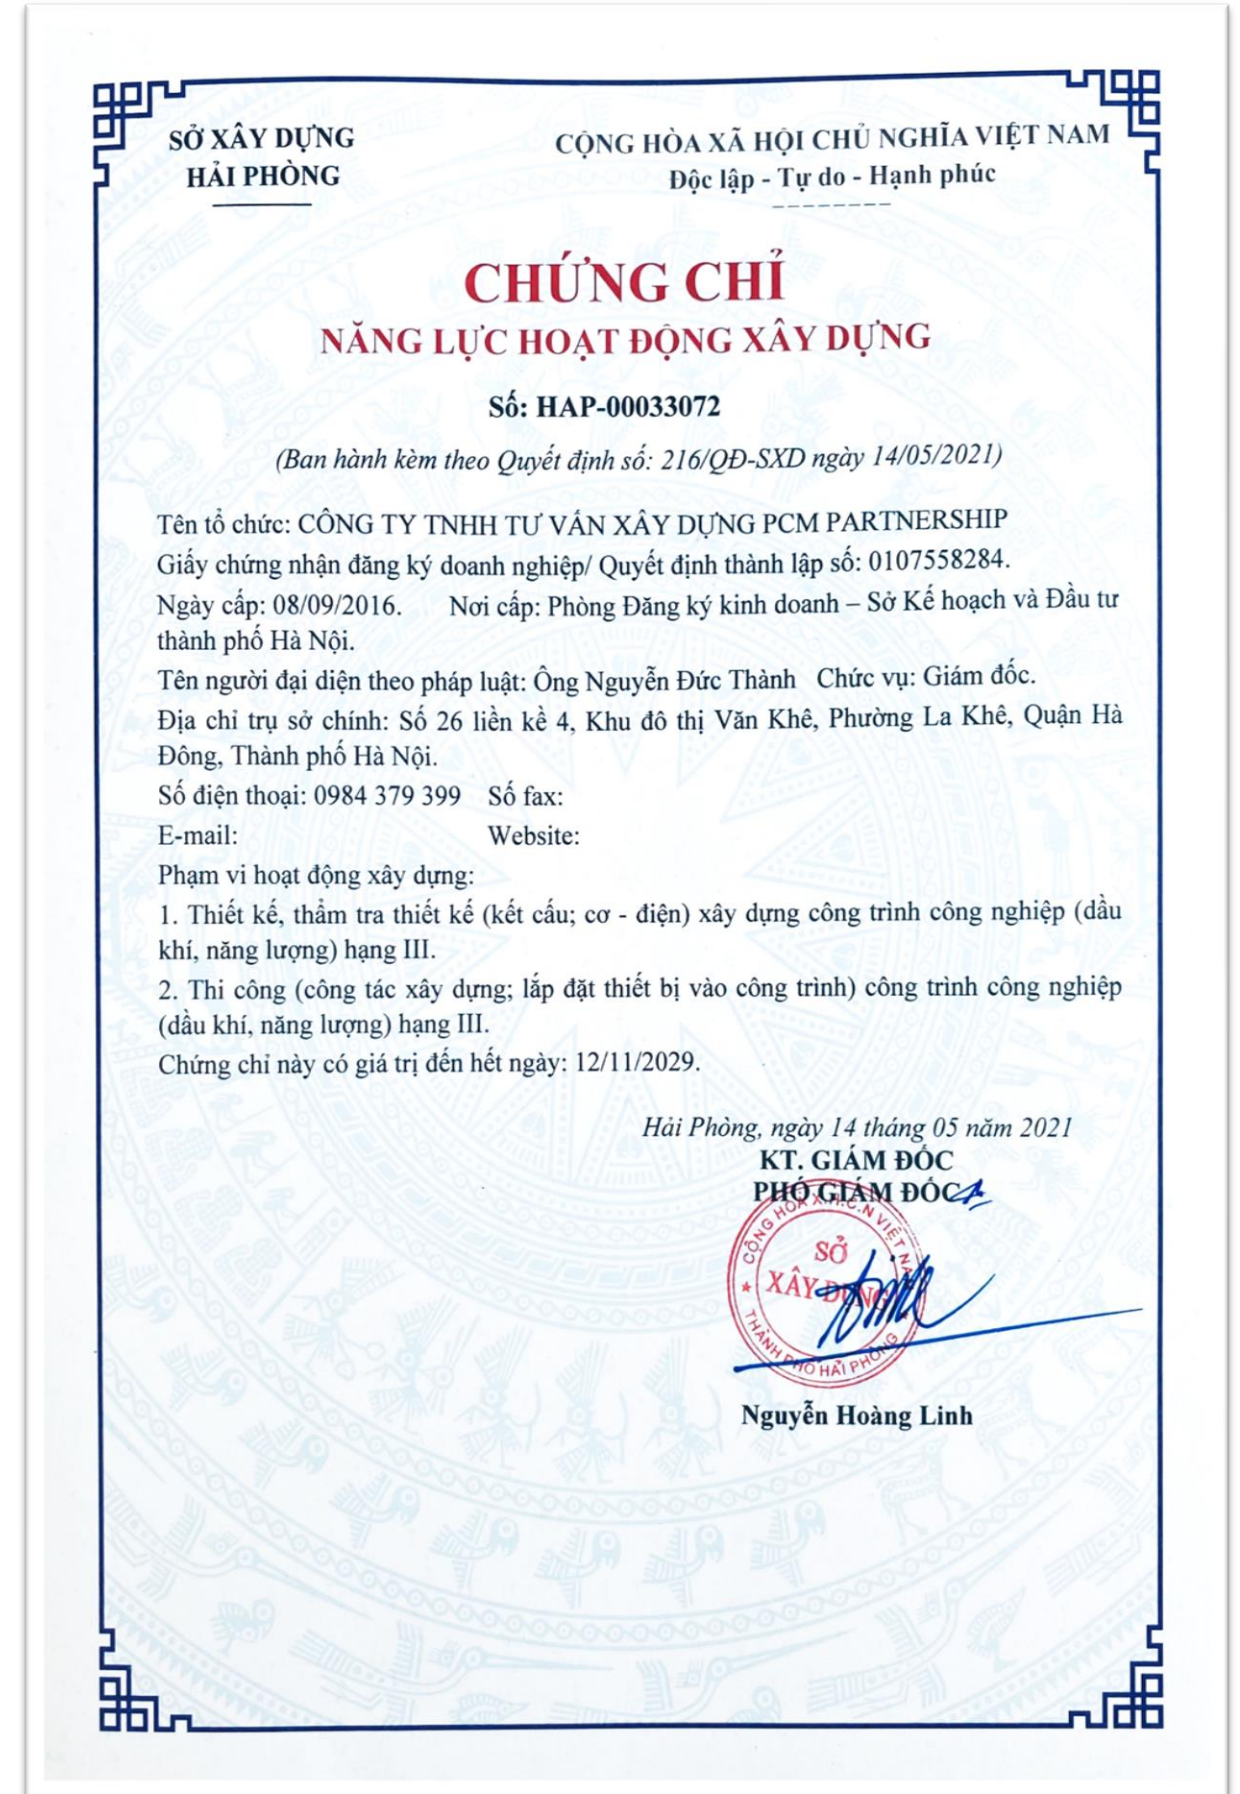 SỞ XÂY DỰNG
HẢI PHÒNG
CỘNG HÒA XÃ HỘI CHỦ NGHĨA VIỆT NAM
Độc lập - Tự do - Hạnh phúc
CHỨNG CHỈ
NĂNG LỰC HOẠT ĐỘNG XÂY DỰNG
Số: HAP-00033072
(Ban hành kèm theo Quyết định số: 216/QĐ-SXD ngày 14/05/2021)
Tên tổ chức: CÔNG TY TNHH TƯ VẤN XÂY DỰNG PCM PARTNERSHIP
Giấy chứng nhận đăng ký doanh nghiệp/ Quyết định thành lập số: 0107558284.
Ngày cấp: 08/09/2016. Nơi cấp: Phòng Đăng ký kinh doanh – Sở Kế hoạch và Đầu tư
thành phố Hà Nội.
Tên người đại diện theo pháp luật: Ông Nguyễn Đức Thành Chức vụ: Giám đốc.
Địa chỉ trụ sở chính: Số 26 liền kề 4, Khu đô thị Văn Khê, Phường La Khê, Quận Hà
Đông, Thành phố Hà Nội.
Số điện thoại: 0984 379 399 Số fax:
E-mail: Website:
Phạm vi hoạt động xây dựng:
1. Thiết kế, thẩm tra thiết kế (kết cấu; cơ - điện) xây dựng công trình công nghiệp (dầu
khí, năng lượng) hạng III.
2. Thi công (công tác xây dựng; lắp đặt thiết bị vào công trình) công trình công nghiệp
(dầu khí, năng lượng) hạng III.
Chứng chỉ này có giá trị đến hết ngày: 12/11/2029.
Hải Phòng, ngày 14 tháng 05 năm 2021
KT. GIÁM ĐỐC
PHÓ GIÁM ĐỐC
CỘNG HÒA X.H.C.N VIỆT NAM
SỞ
XÂY DỰNG
THÀNH PHỐ HẢI PHÒNG
Nguyễn Hoàng Linh